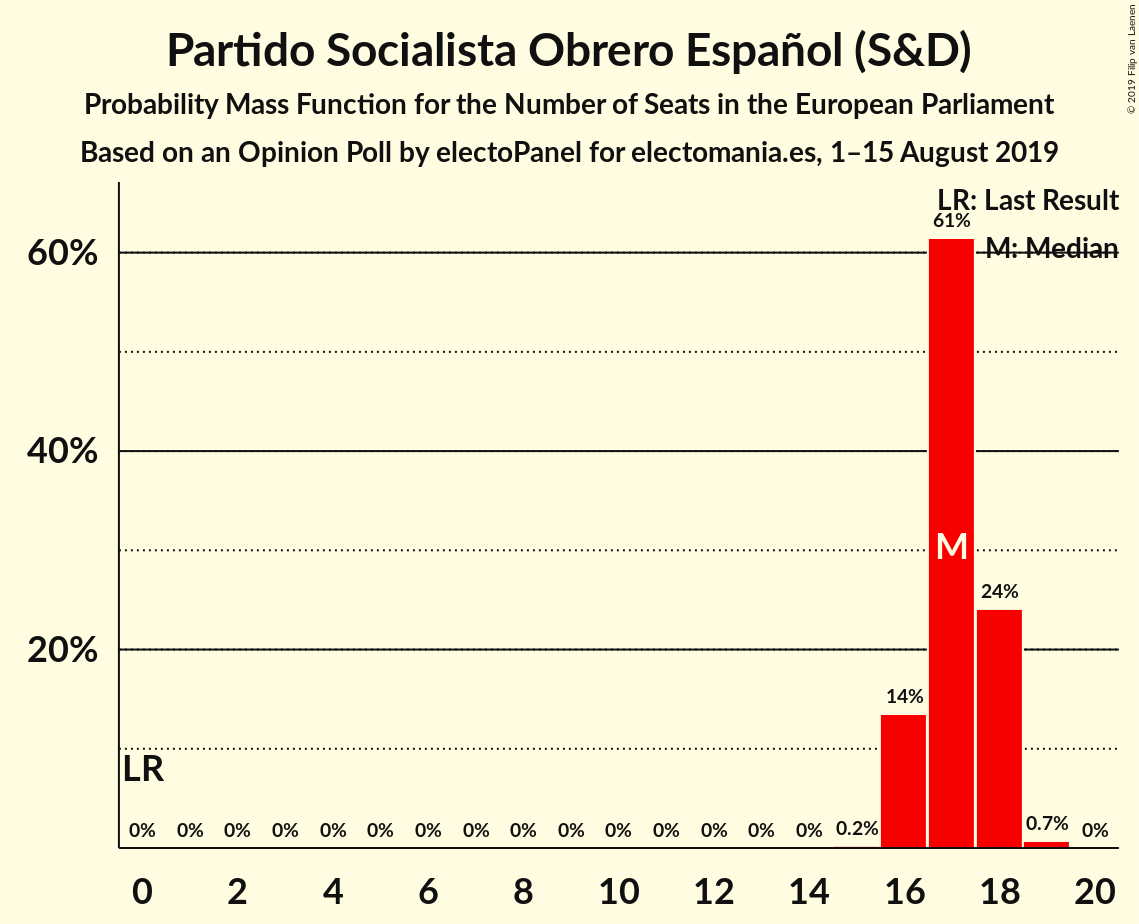 Partido Socialista Obrero Español (S&D)
Probability Mass Function for the Number of Seats in the European Parliament
Based on an Opinion Poll by electoPanel for electomania.es, 1–15 August 2019
© 2019 Filip van Laenen
LR: Last Result
M: Median
61%
60%
40%
M
24%
20%
14%
LR
0% 0% 0% 0% 0% 0% 0% 0% 0% 0% 0% 0% 0% 0% 0% 0.2% 0.7% 0%
0 2 4 6 8 10 12 14 16 18 20